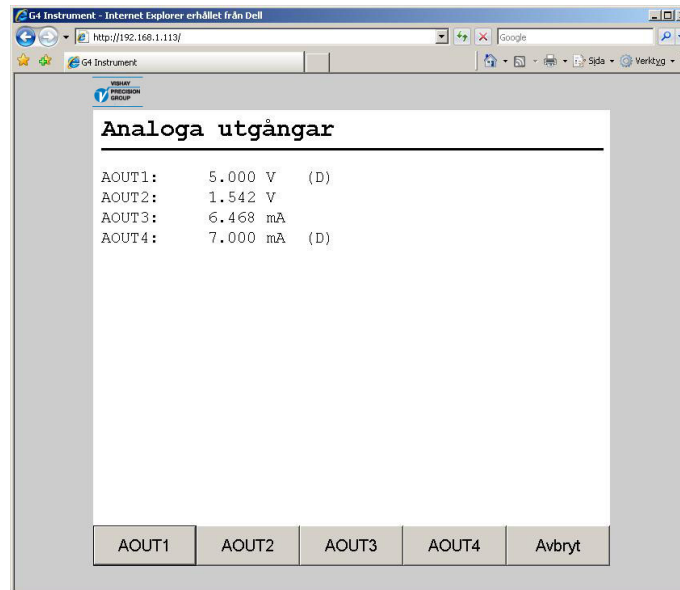 G4 Instrument - Internet Explorer erhållet från Dell
http://192.168.1.113/
Google
G4 Instrument
Sida
Verktyg
VISHAY
PRECISION
GROUP
Analoga utgångar
AOUT1: 5.000 V (D)
AOUT2: 1.542 V
AOUT3: 6.468 mA
AOUT4: 7.000 mA (D)
AOUT1 AOUT2 AOUT3 AOUT4 Avbryt